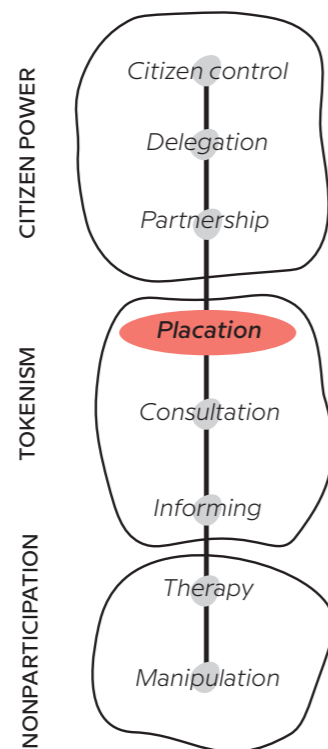 CITIZEN POWER
Citizen control
Delegation
Partnership
TOKENISM
Placation
Consultation
Informing
NONPARTICIPATION
Therapy
Manipulation